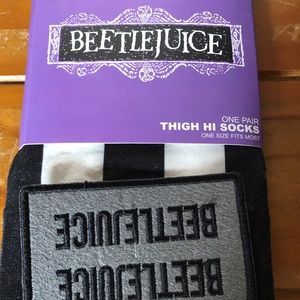 BEETLEJUICE
ONE PAIR
THIGH HI SOCKS
ONE SIZE FITS MOST
BEETLEJUICE
BEETLEJUICE